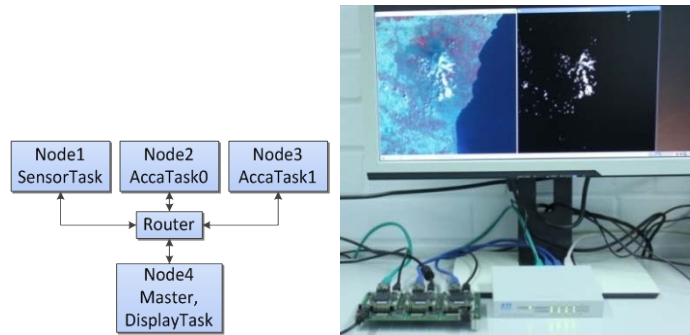 Node1
SensorTask
Node2
AccaTask0
Node3
AccaTask1
Router
Node4
Master,
DisplayTask